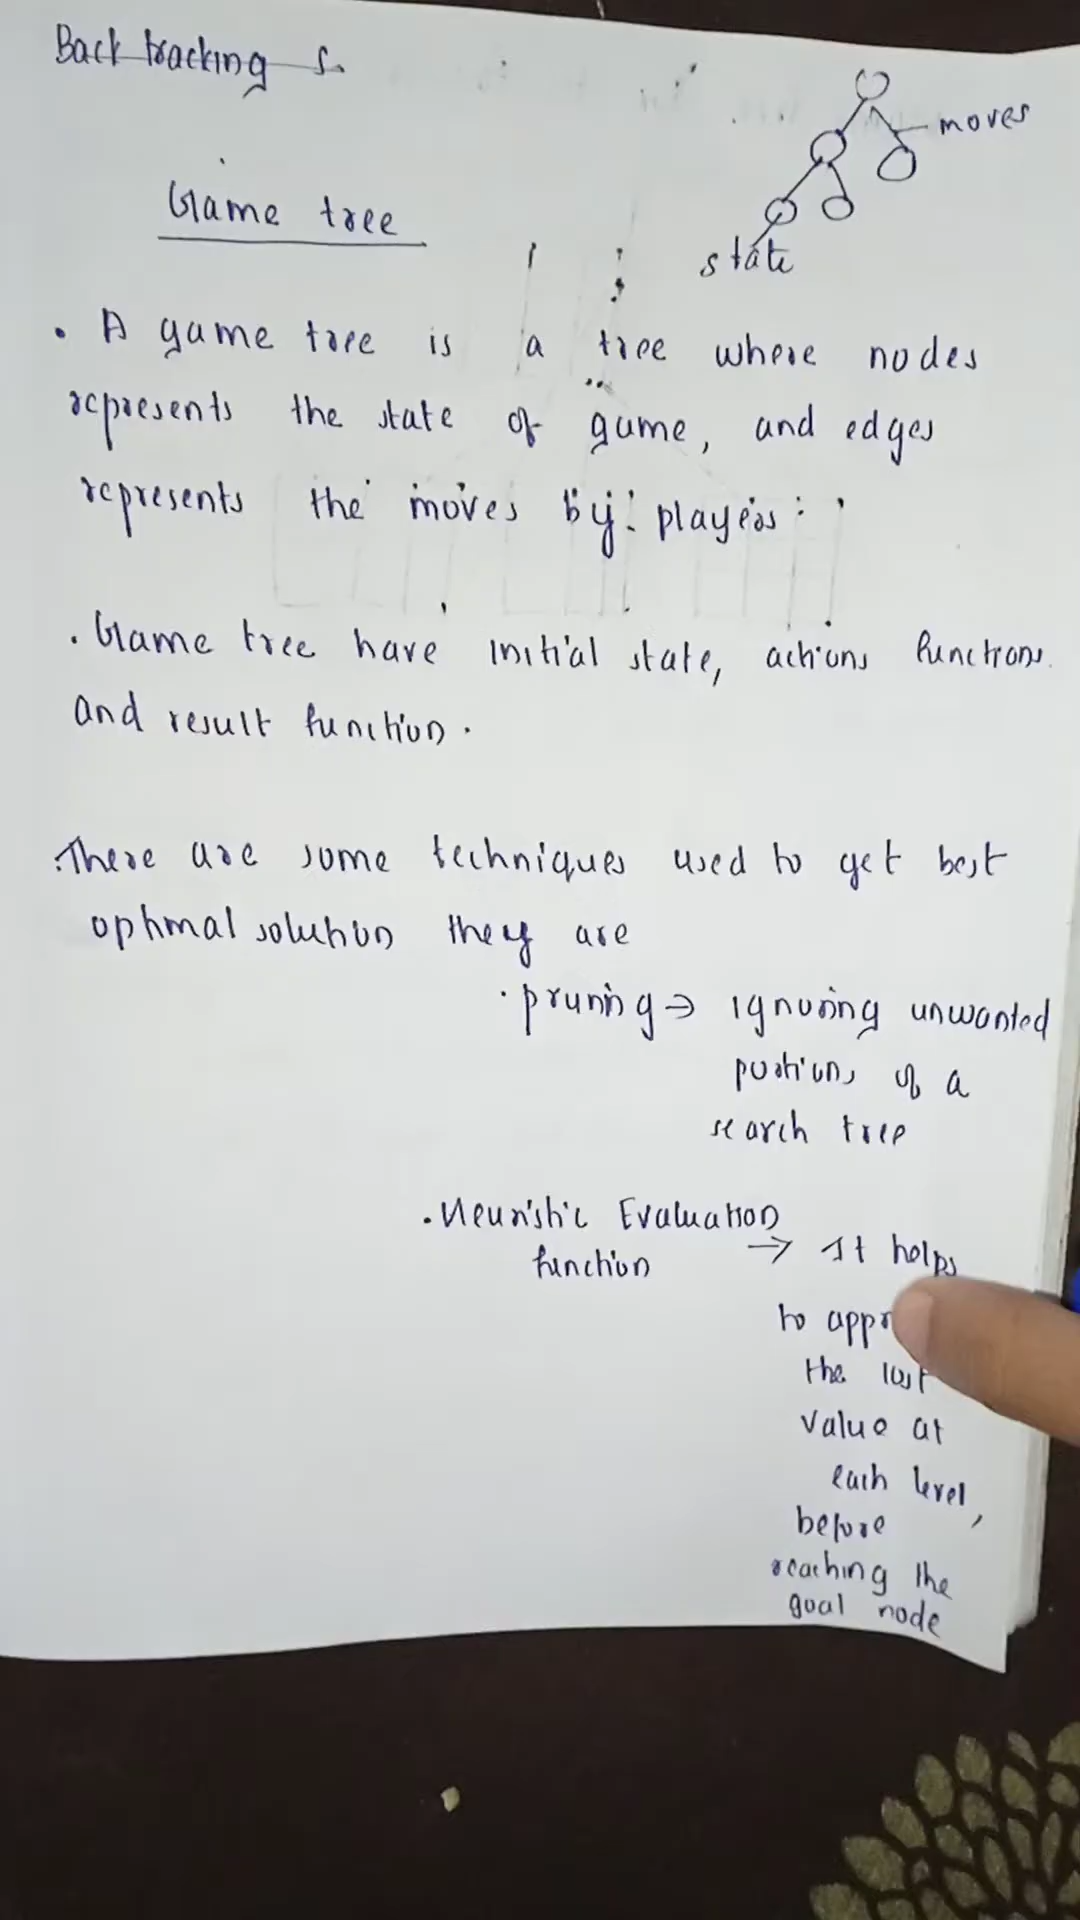 Back tracking S.
moves
Game tree
state
. A game tree is a tree where nodes
represents the state of game, and edges
represents the moves by players.
. Game tree have initial state, actions functions.
and result function.
. There are some techniques used to get best
optimal solution they are
. pruning → ignoring unwanted
portions of a
search tree
. Heuristic Evaluation
function → It helps
to
the
value at
each level,
before
reaching the
goal node